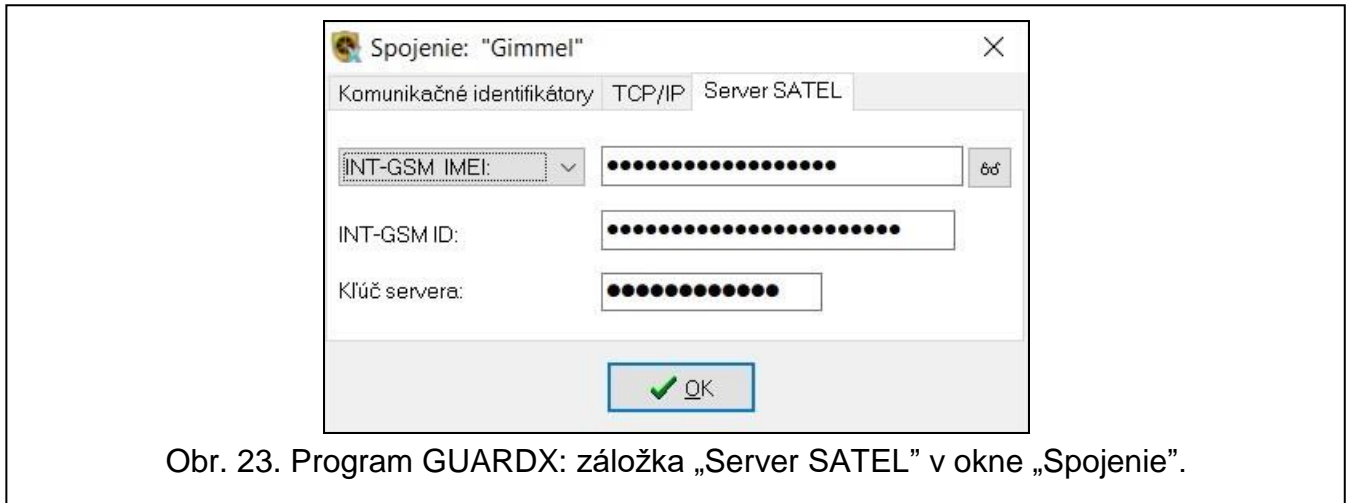 Spojenie: "Gimmel"
Komunikačné identifikátory TCP/IP Server SATEL
INT-GSM IMEI: ●●●●●●●●●●●●●●●●●●
INT-GSM ID: ●●●●●●●●●●●●●●●●●●●●●●●
Kľúč servera: ●●●●●●●●●●●●
OK
Obr. 23. Program GUARDX: záložka „Server SATEL” v okne „Spojenie”.